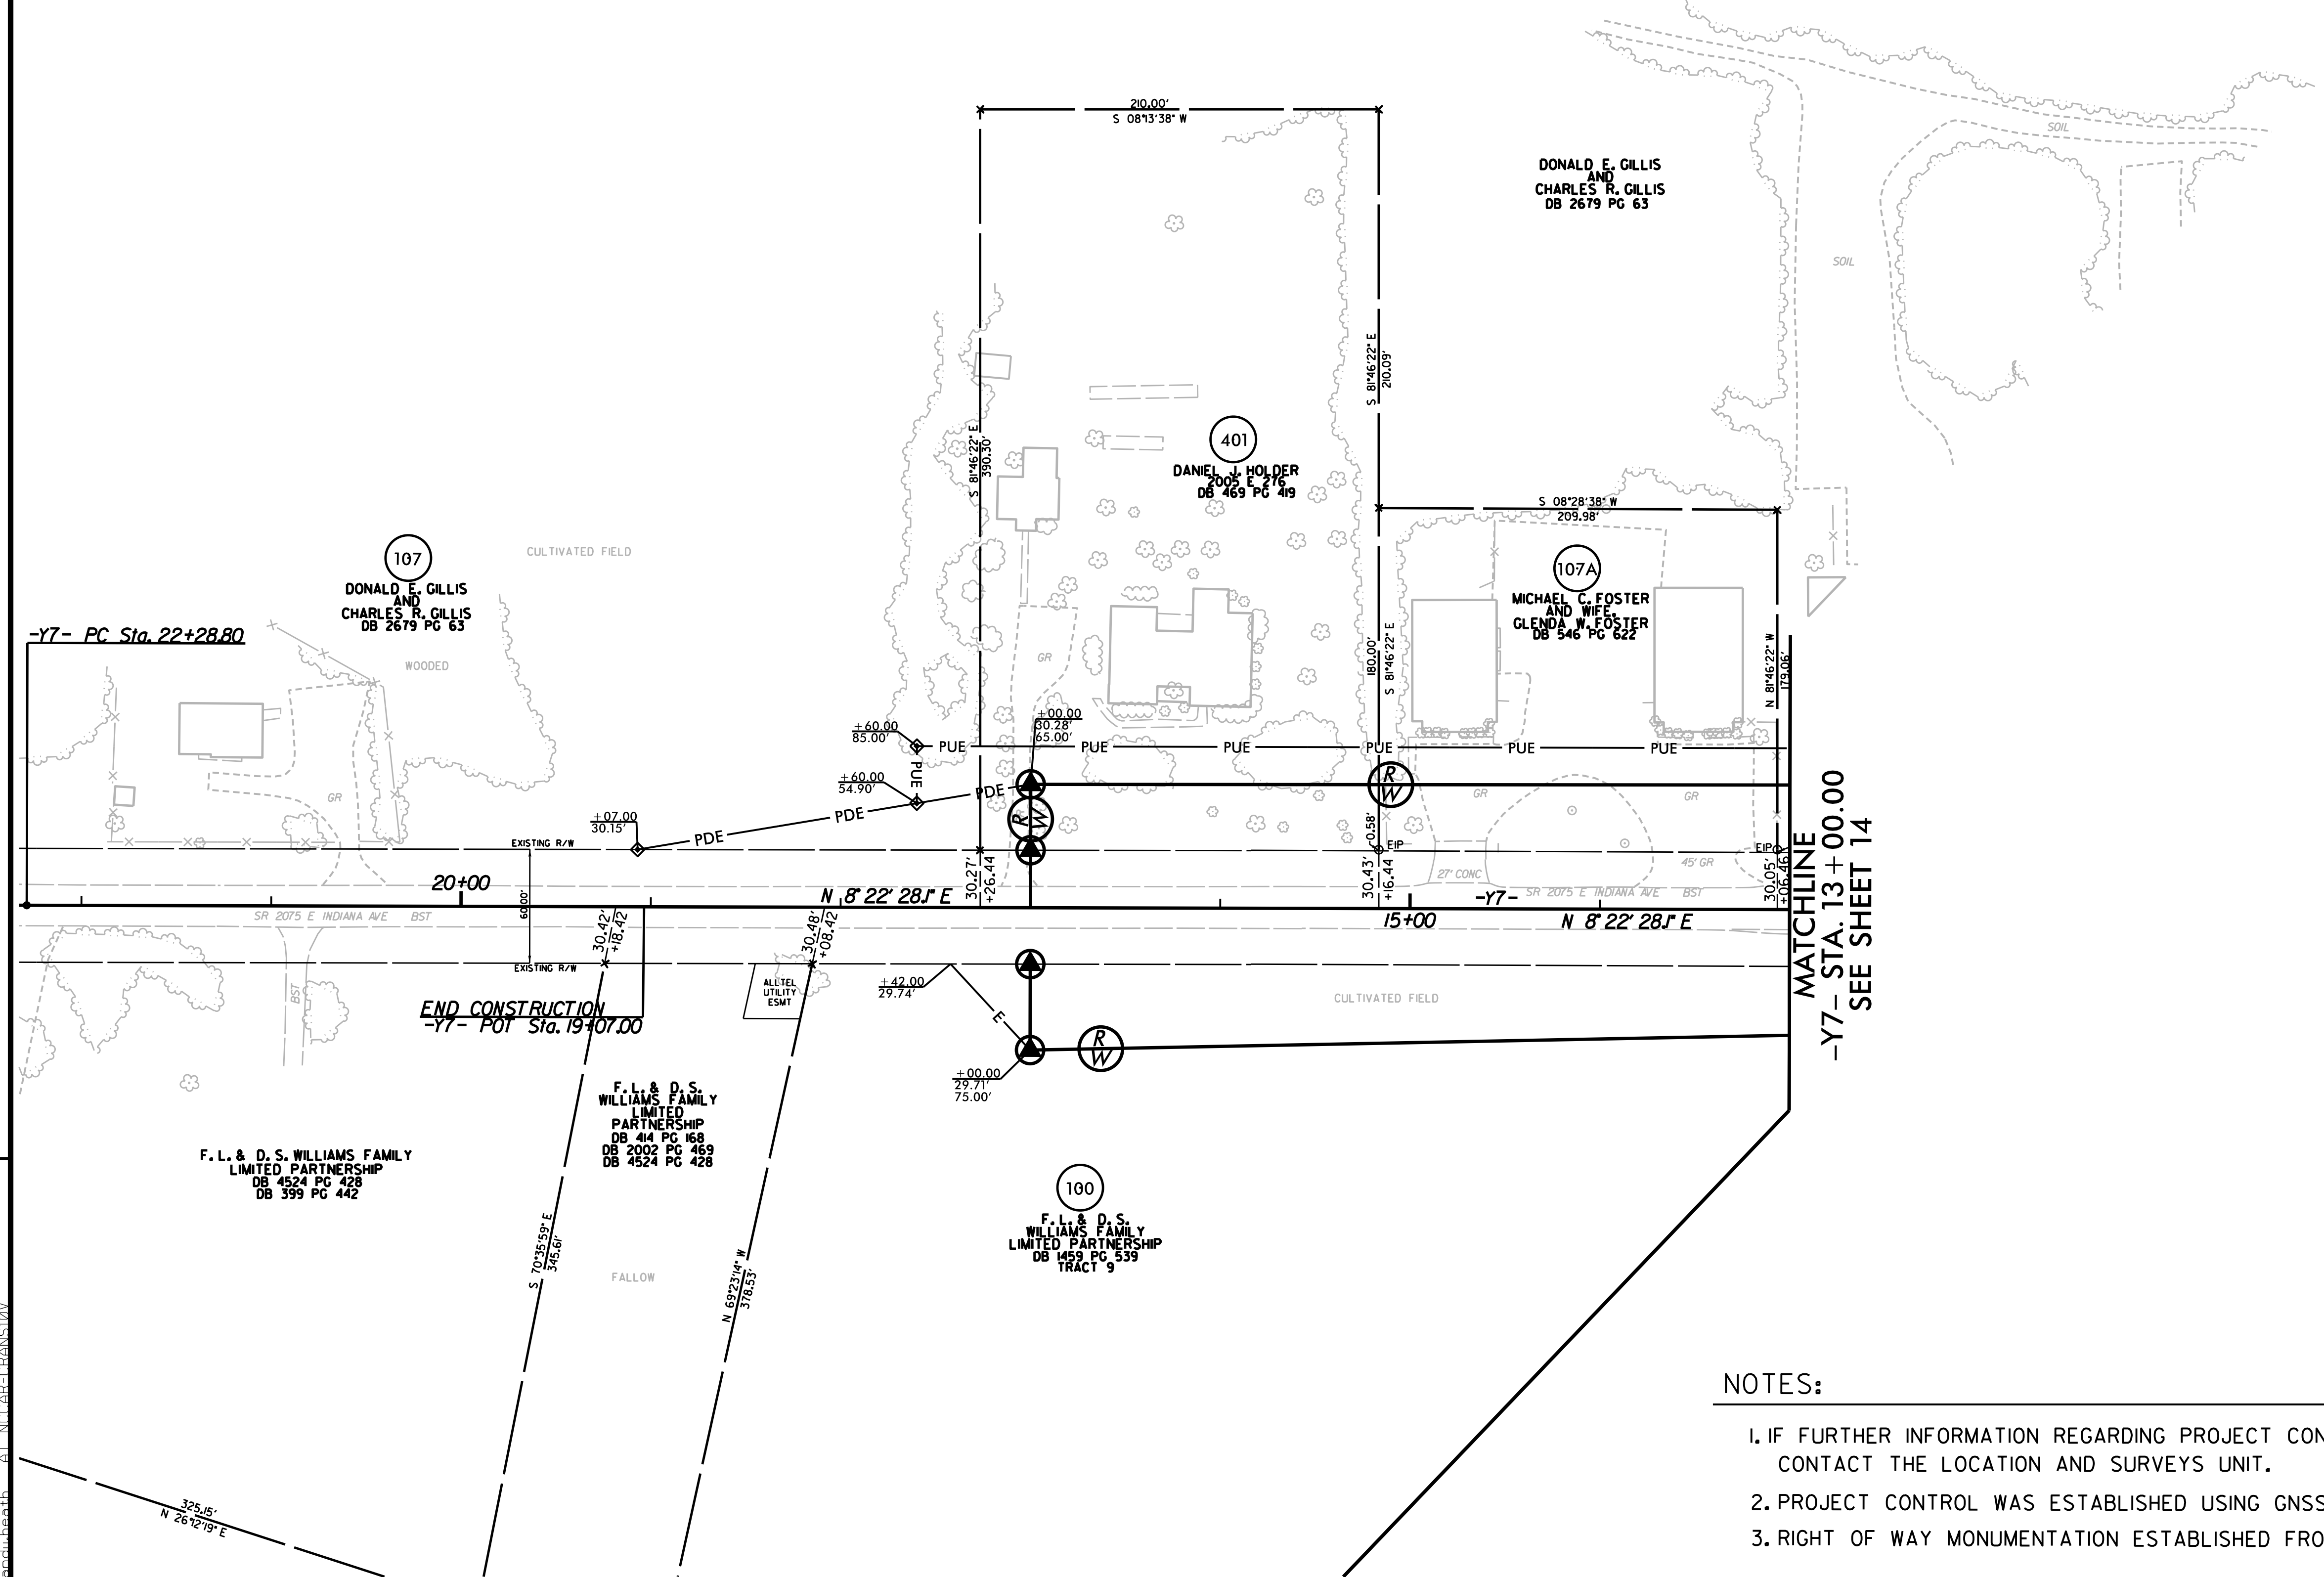 210.00'
S 08°13'38" W
SOIL
SOIL
DONALD E. GILLIS
AND
CHARLES R. GILLIS
DB 2679 PG 63
S 81°46'22" E
210.09'
S 81°46'22" E
390.30'
401
DANIEL J. HOLDER
2005 E 276
DB 469 PG 419
S 08°28'38" W
209.98'
107
DONALD E. GILLIS
AND
CHARLES R. GILLIS
DB 2679 PG 63
CULTIVATED FIELD
WOODED
107A
MICHAEL C. FOSTER
AND WIFE,
GLENDA W. FOSTER
DB 546 PG 622
-Y7- PC Sta. 22+28.80
180.00'
S 81°46'22" E
N 81°46'22" W
179.06'
GR
+60.00
85.00'
+00.00
30.28'
65.00'
PUE
PUE
PUE
PUE
PUE
PUE
PUE
+60.00
54.90'
PDE
PDE
PDE
R
W
R
W
GR
GR
GR
+07.00
30.15'
EXISTING R/W
0.58'
EIP
EIP
45' GR
27' CONC
20+00
60.00'
30.27'
+26.44
30.43'
+16.44
30.05'
+06.46
N 8° 22' 28.1" E
-Y7-
SR 2075 E INDIANA AVE BST
SR 2075 E INDIANA AVE BST
15+00
N 8° 22' 28.1" E
30.42'
+18.42
30.48'
+08.42
EXISTING R/W
BST
ALLTEL
UTILITY
ESMT
+42.00
29.74'
E
CULTIVATED FIELD
MATCHLINE
-Y7- STA. 13+00.00
SEE SHEET 14
END CONSTRUCTION
-Y7- POT Sta. 19+07.00
R
W
+00.00
29.71'
75.00'
F. L. & D. S.
WILLIAMS FAMILY
LIMITED
PARTNERSHIP
DB 414 PG 168
DB 2002 PG 469
DB 4524 PG 428
F. L. & D. S. WILLIAMS FAMILY
LIMITED PARTNERSHIP
DB 4524 PG 428
DB 399 PG 442
100
F. L. & D. S.
WILLIAMS FAMILY
LIMITED PARTNERSHIP
DB 1459 PG 539
TRACT 9
S 70°35'59" E
345.61'
N 69°23'14" W
378.53'
FALLOW
325.15'
N 26°12'19" E
NOTES:
1. IF FURTHER INFORMATION REGARDING PROJECT CON
CONTACT THE LOCATION AND SURVEYS UNIT.
2. PROJECT CONTROL WAS ESTABLISHED USING GNSS
3. RIGHT OF WAY MONUMENTATION ESTABLISHED FRO